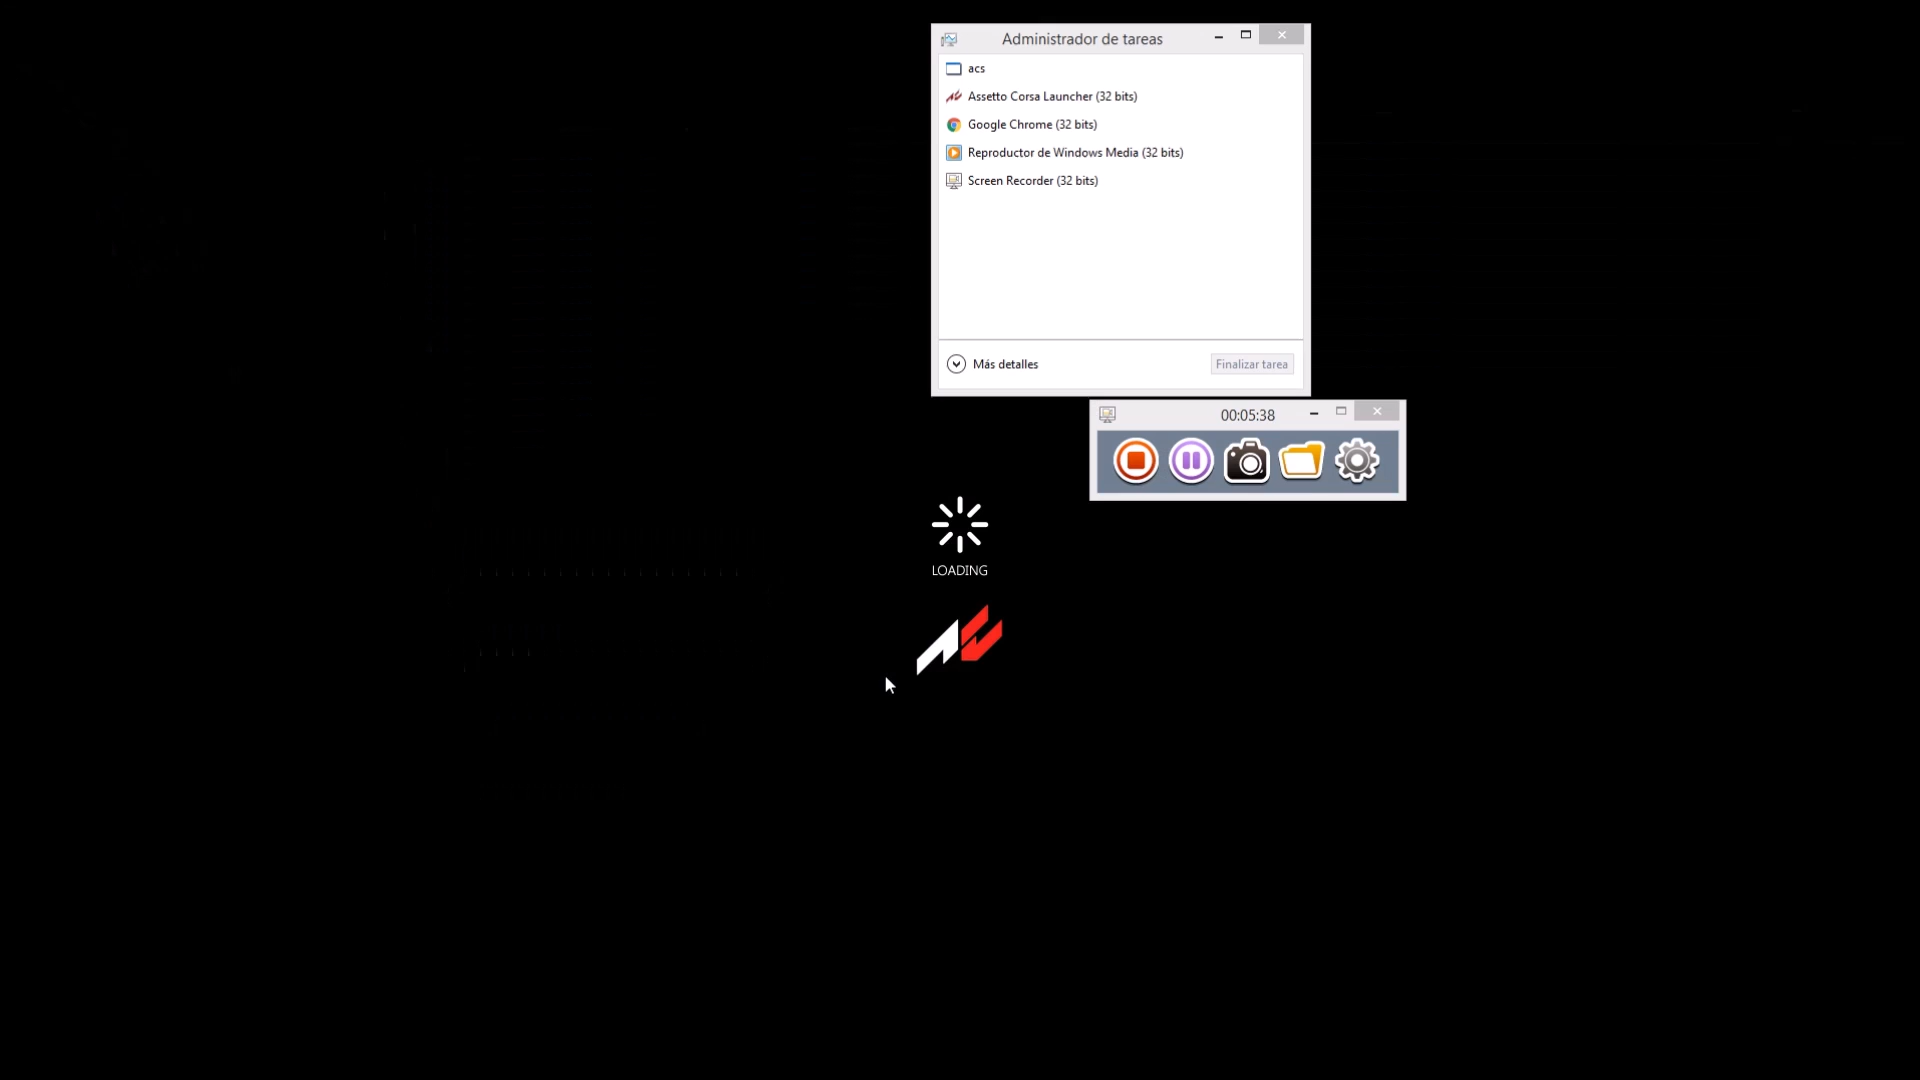 Administrador de tareas
acs
Assetto Corsa Launcher (32 bits)
Google Chrome (32 bits)
Reproductor de Windows Media (32 bits)
Screen Recorder (32 bits)
Más detalles
Finalizar tarea
00:05:38
LOADING